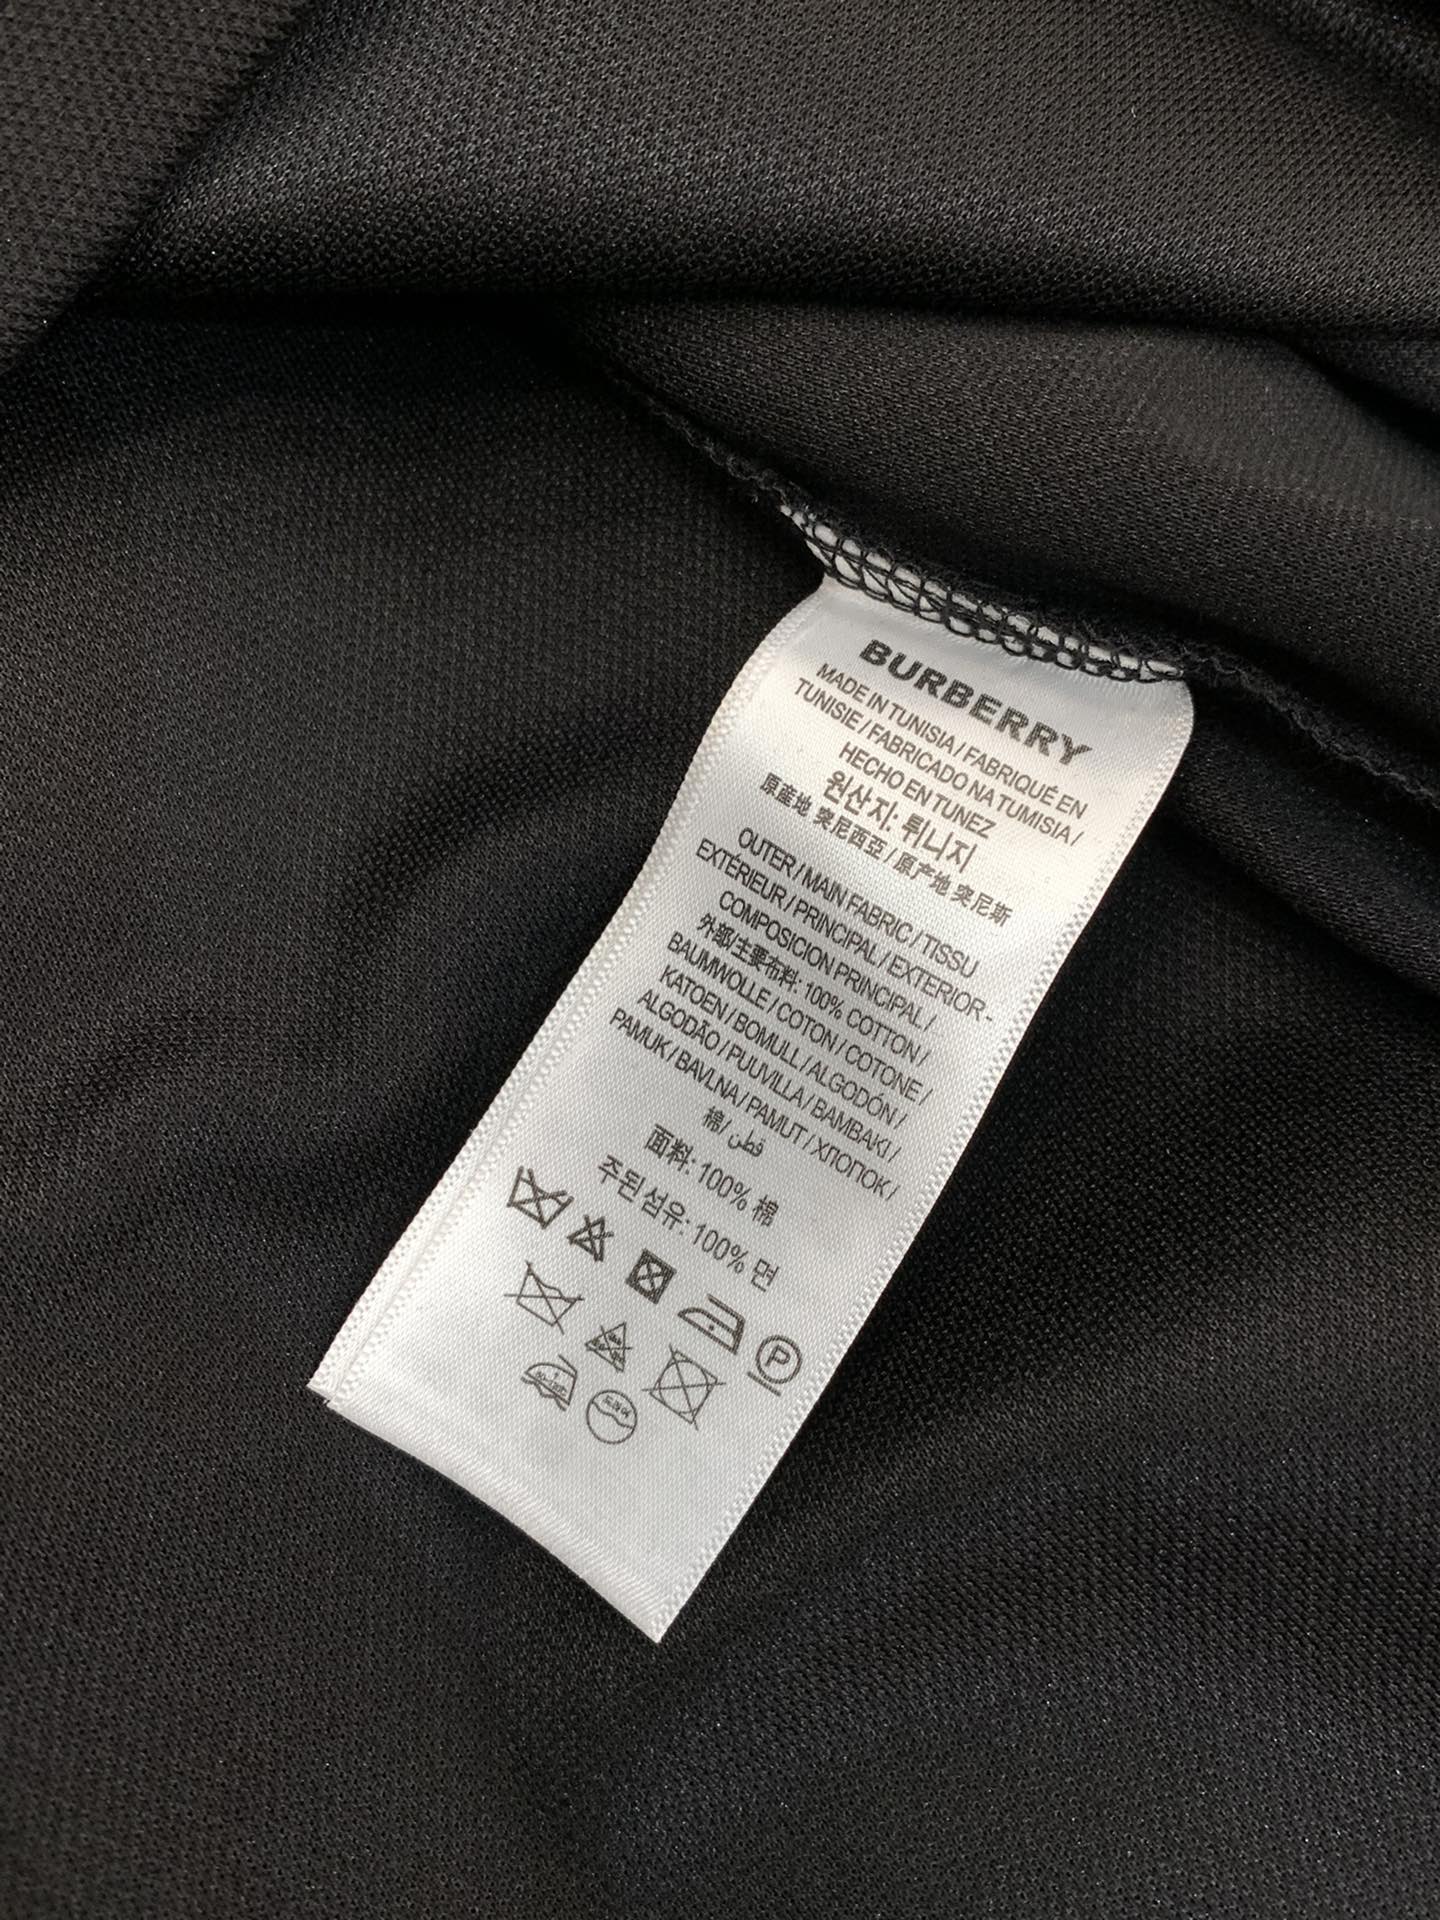 BURBERRY
MADE IN TUNISIA / FABRIQUÉ EN
TUNISIE / FABRICADO NA TUMISIA /
HECHO EN TUNEZ
원산지: 튀니지
原產地 突尼西亞 / 原产地 突尼斯
OUTER / MAIN FABRIC / TISSU
EXTÉRIEUR / PRINCIPAL / EXTERIOR -
COMPOSICION PRINCIPAL /
外部/主要布料: 100% COTTON /
BAUMWOLLE / COTON / COTONE /
KATOEN / BOMULL / ALGODÓN /
ALGODÃO / PUUVILLA / BAMBAKI /
PAMUK / BAVLNA / PAMUT / ХЛОПОК /
棉 / قطن
面料: 100% 棉
주된 섬유: 100% 면
P